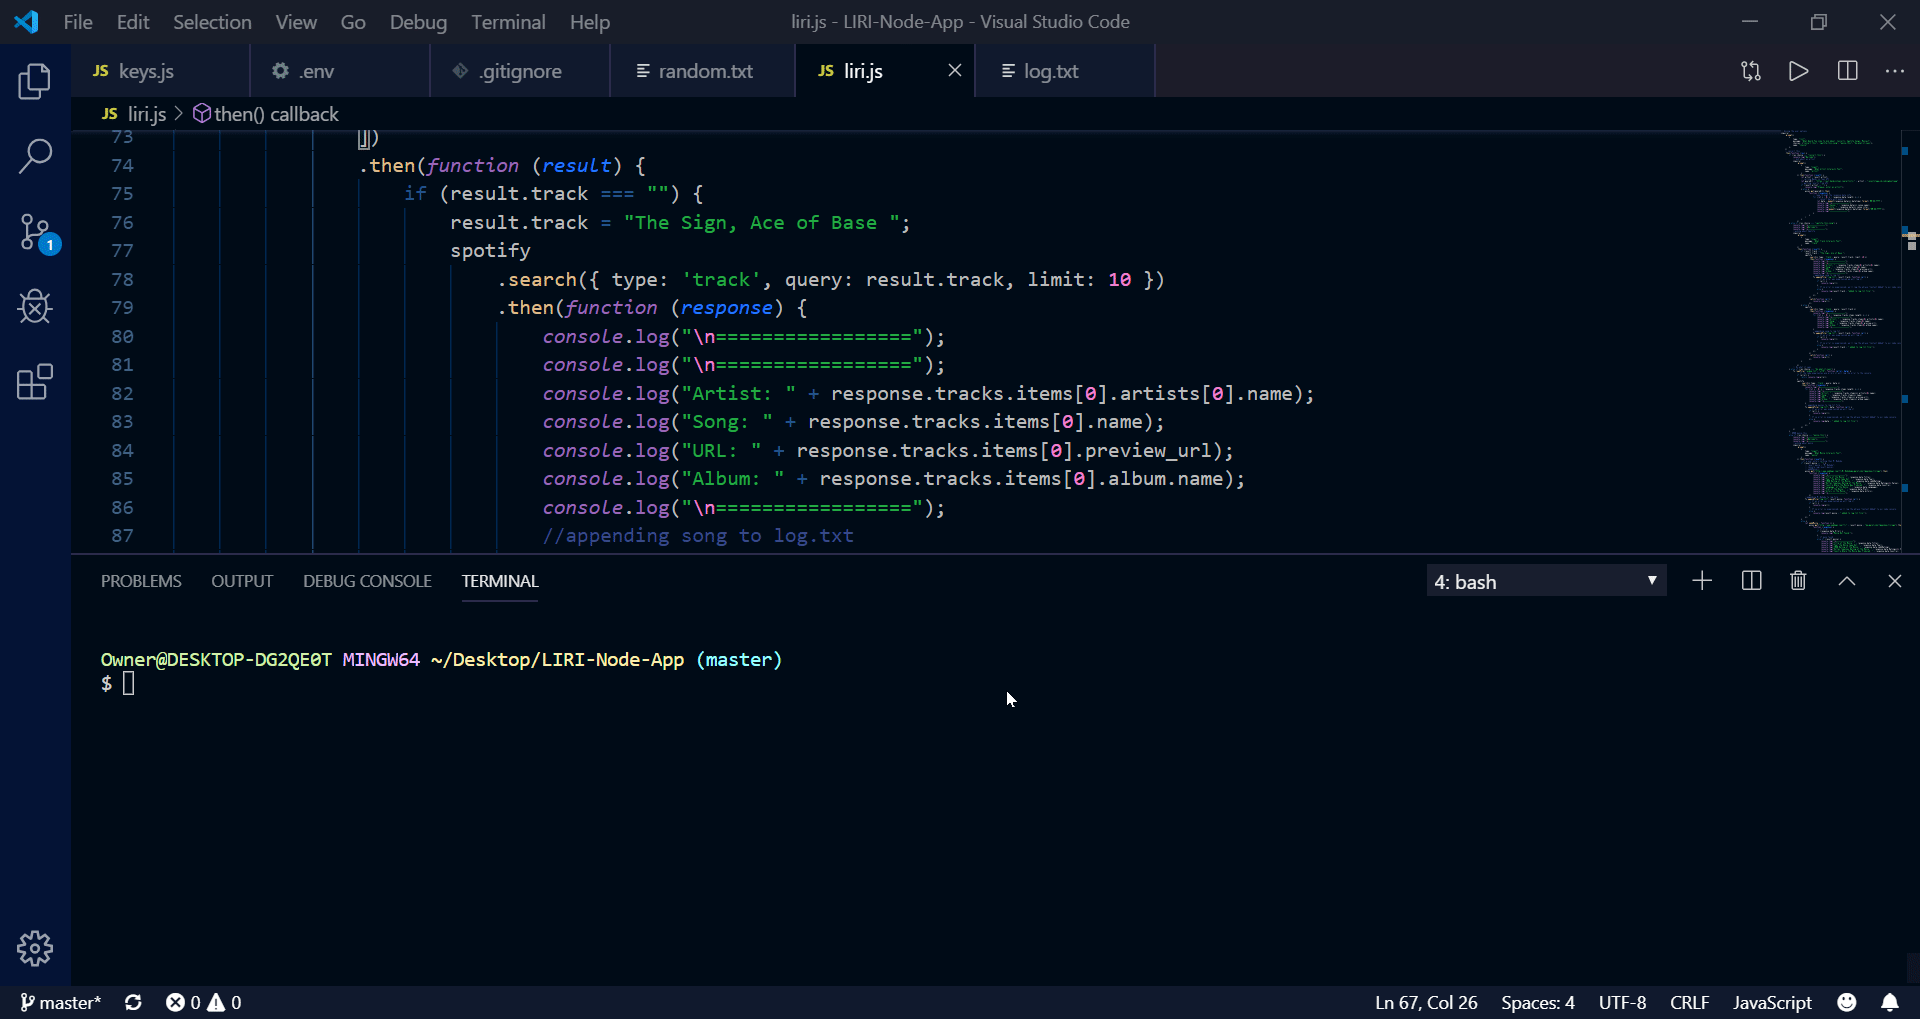 File Edit Selection View Go Debug Terminal Help liri.js - LIRI-Node-App - Visual Studio Code
JS keys.js .env .gitignore random.txt JS liri.js log.txt
JS liri.js > then() callback
73 ])
74 .then(function (result) {
75 if (result.track === "") {
76 result.track = "The Sign, Ace of Base ";
77 spotify
78 .search({ type: 'track', query: result.track, limit: 10 })
79 .then(function (response) {
80 console.log("\n=================");
81 console.log("\n=================");
82 console.log("Artist: " + response.tracks.items[0].artists[0].name);
83 console.log("Song: " + response.tracks.items[0].name);
84 console.log("URL: " + response.tracks.items[0].preview_url);
85 console.log("Album: " + response.tracks.items[0].album.name);
86 console.log("\n=================");
87 //appending song to log.txt
1
PROBLEMS OUTPUT DEBUG CONSOLE TERMINAL 4: bash
Owner@DESKTOP-DG2QE0T MINGW64 ~/Desktop/LIRI-Node-App (master)
$
master* 0 0 Ln 67, Col 26 Spaces: 4 UTF-8 CRLF JavaScript